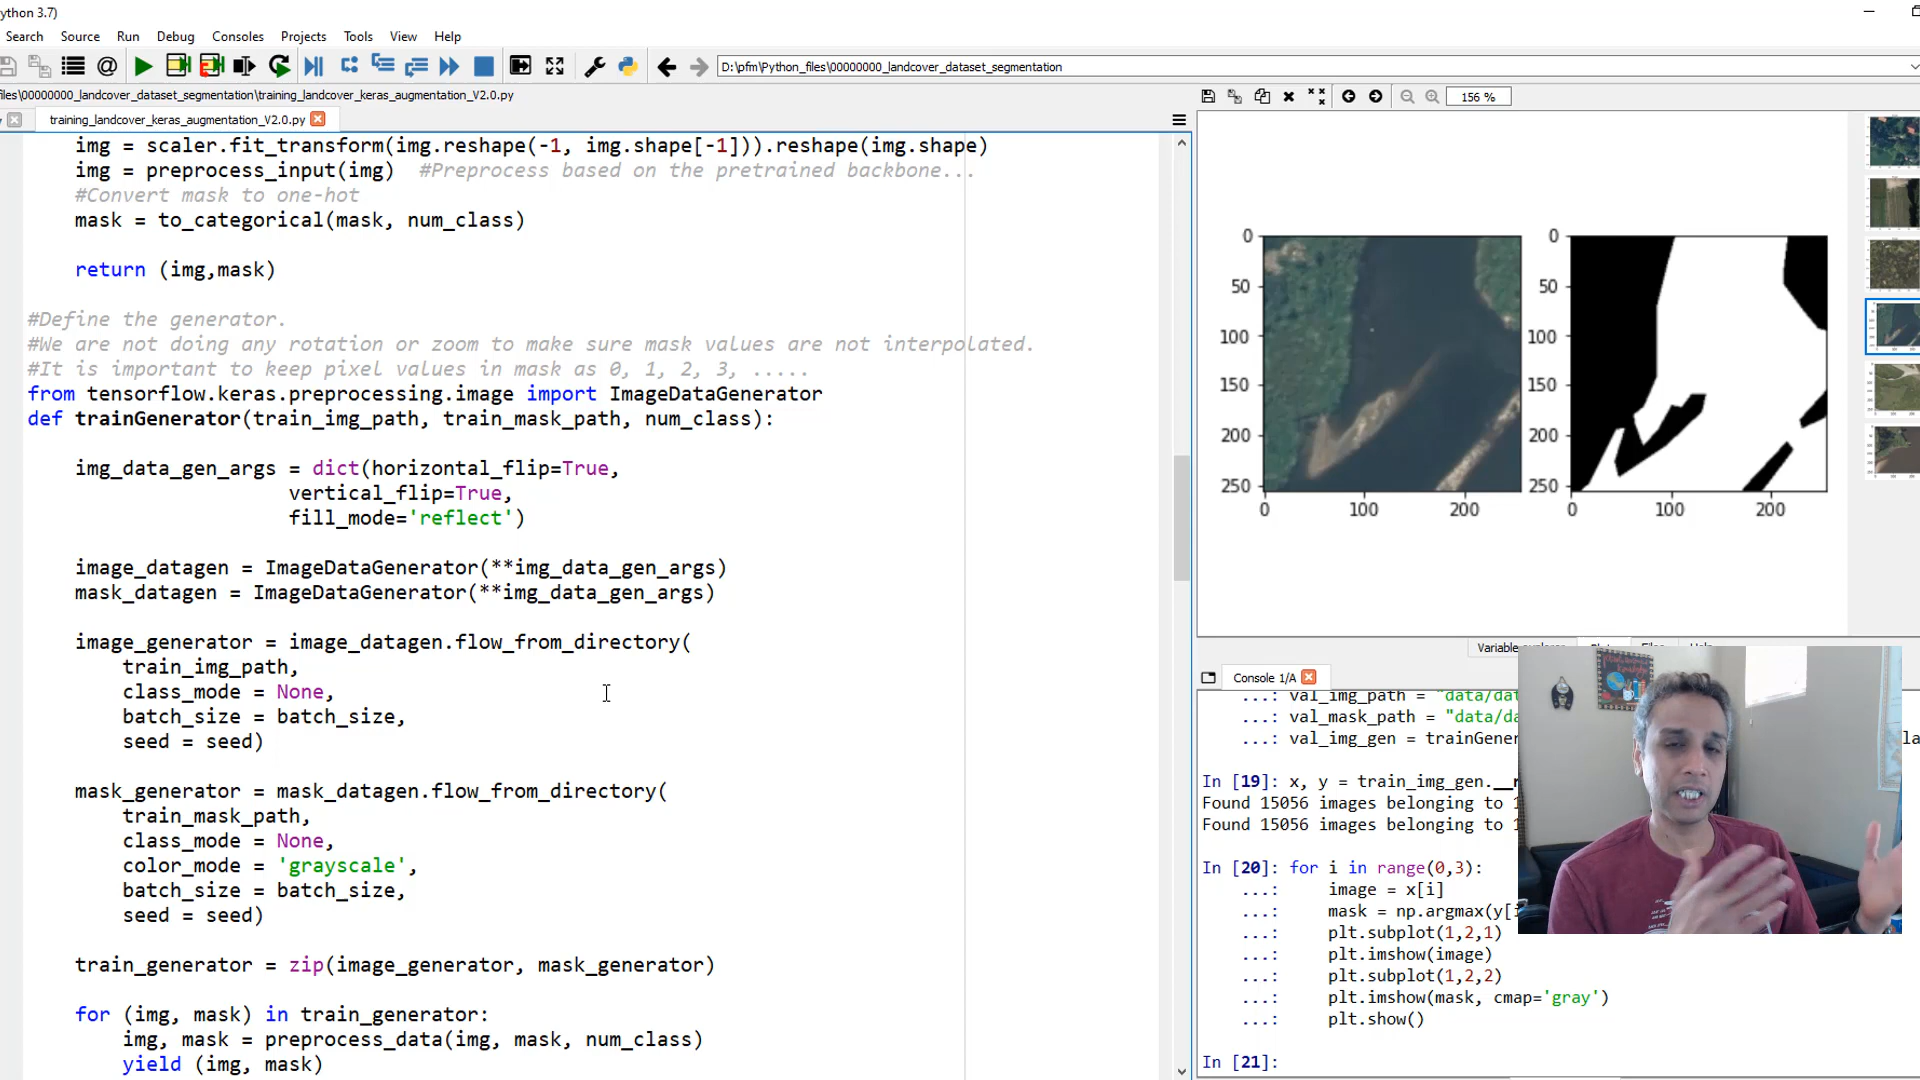 ython 3.7)
Search Source Run Debug Consoles Projects Tools View Help
D:\pfm\Python_files\00000000_landcover_dataset_segmentation
files\00000000_landcover_dataset_segmentation\training_landcover_keras_augmentation_V2.0.py
training_landcover_keras_augmentation_V2.0.py
156 %
img = scaler.fit_transform(img.reshape(-1, img.shape[-1])).reshape(img.shape)
img = preprocess_input(img) #Preprocess based on the pretrained backbone...
#Convert mask to one-hot
mask = to_categorical(mask, num_class)
return (img,mask)
#Define the generator.
#We are not doing any rotation or zoom to make sure mask values are not interpolated.
#It is important to keep pixel values in mask as 0, 1, 2, 3, .....
from tensorflow.keras.preprocessing.image import ImageDataGenerator
def trainGenerator(train_img_path, train_mask_path, num_class):
img_data_gen_args = dict(horizontal_flip=True,
vertical_flip=True,
fill_mode='reflect')
image_datagen = ImageDataGenerator(**img_data_gen_args)
mask_datagen = ImageDataGenerator(**img_data_gen_args)
image_generator = image_datagen.flow_from_directory(
train_img_path,
class_mode = None,
batch_size = batch_size,
seed = seed)
mask_generator = mask_datagen.flow_from_directory(
train_mask_path,
class_mode = None,
color_mode = 'grayscale',
batch_size = batch_size,
seed = seed)
train_generator = zip(image_generator, mask_generator)
for (img, mask) in train_generator:
img, mask = preprocess_data(img, mask, num_class)
yield (img, mask)
0 0
50 50
100 100
150 150
200 200
250 250
0 100 200 0 100 200
Variable
Console 1/A
...: val_img_path = "data/dat
...: val_mask_path = "data/da
...: val_img_gen = trainGener
la
In [19]: x, y = train_img_gen.__
Found 15056 images belonging to
Found 15056 images belonging to
In [20]: for i in range(0,3):
...: image = x[i]
...: mask = np.argmax(y[i
...: plt.subplot(1,2,1)
...: plt.imshow(image)
...: plt.subplot(1,2,2)
...: plt.imshow(mask, cmap='gray')
...: plt.show()
In [21]: